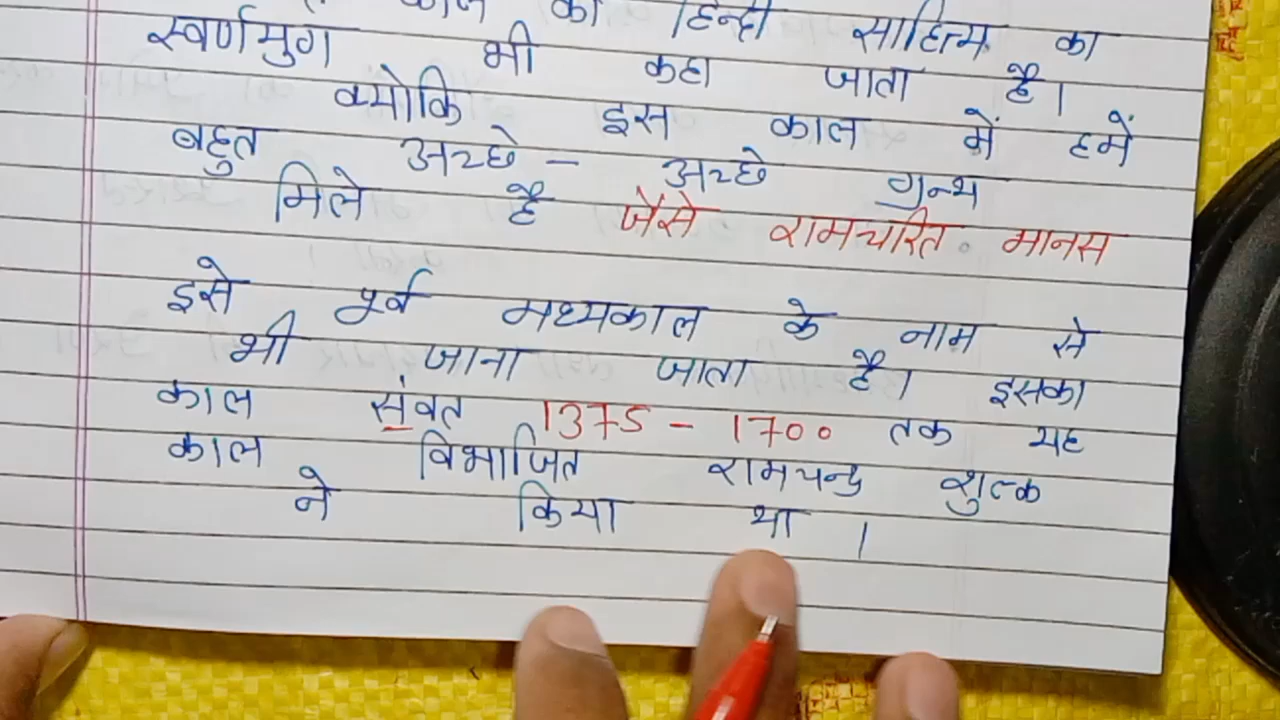 काल को हिन्दी साहित्य का
स्वर्णयुग भी कहा जाता है।
क्योकि इस काल में हमें
बहुत अच्छे - अच्छे ग्रन्थ
मिले है जैसे रामचरित मानस
इसे पूर्व मध्यकाल के नाम से
भी जाना जाता है। इसका
काल संवत 1375 - 1700 तक यह
काल विभाजित रामचन्द्र शुल्क
ने किया था ।